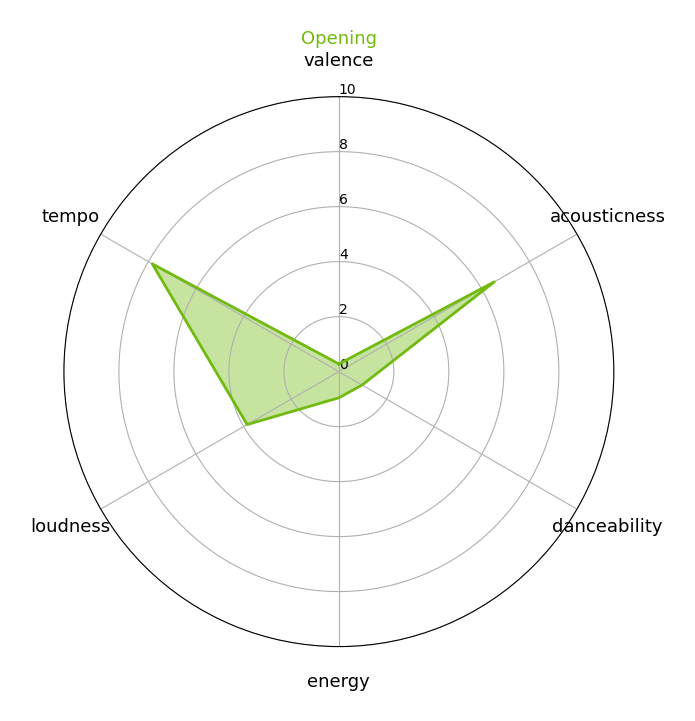 Opening
valence
10
8
6
4
2
0
tempo
acousticness
loudness
danceability
energy